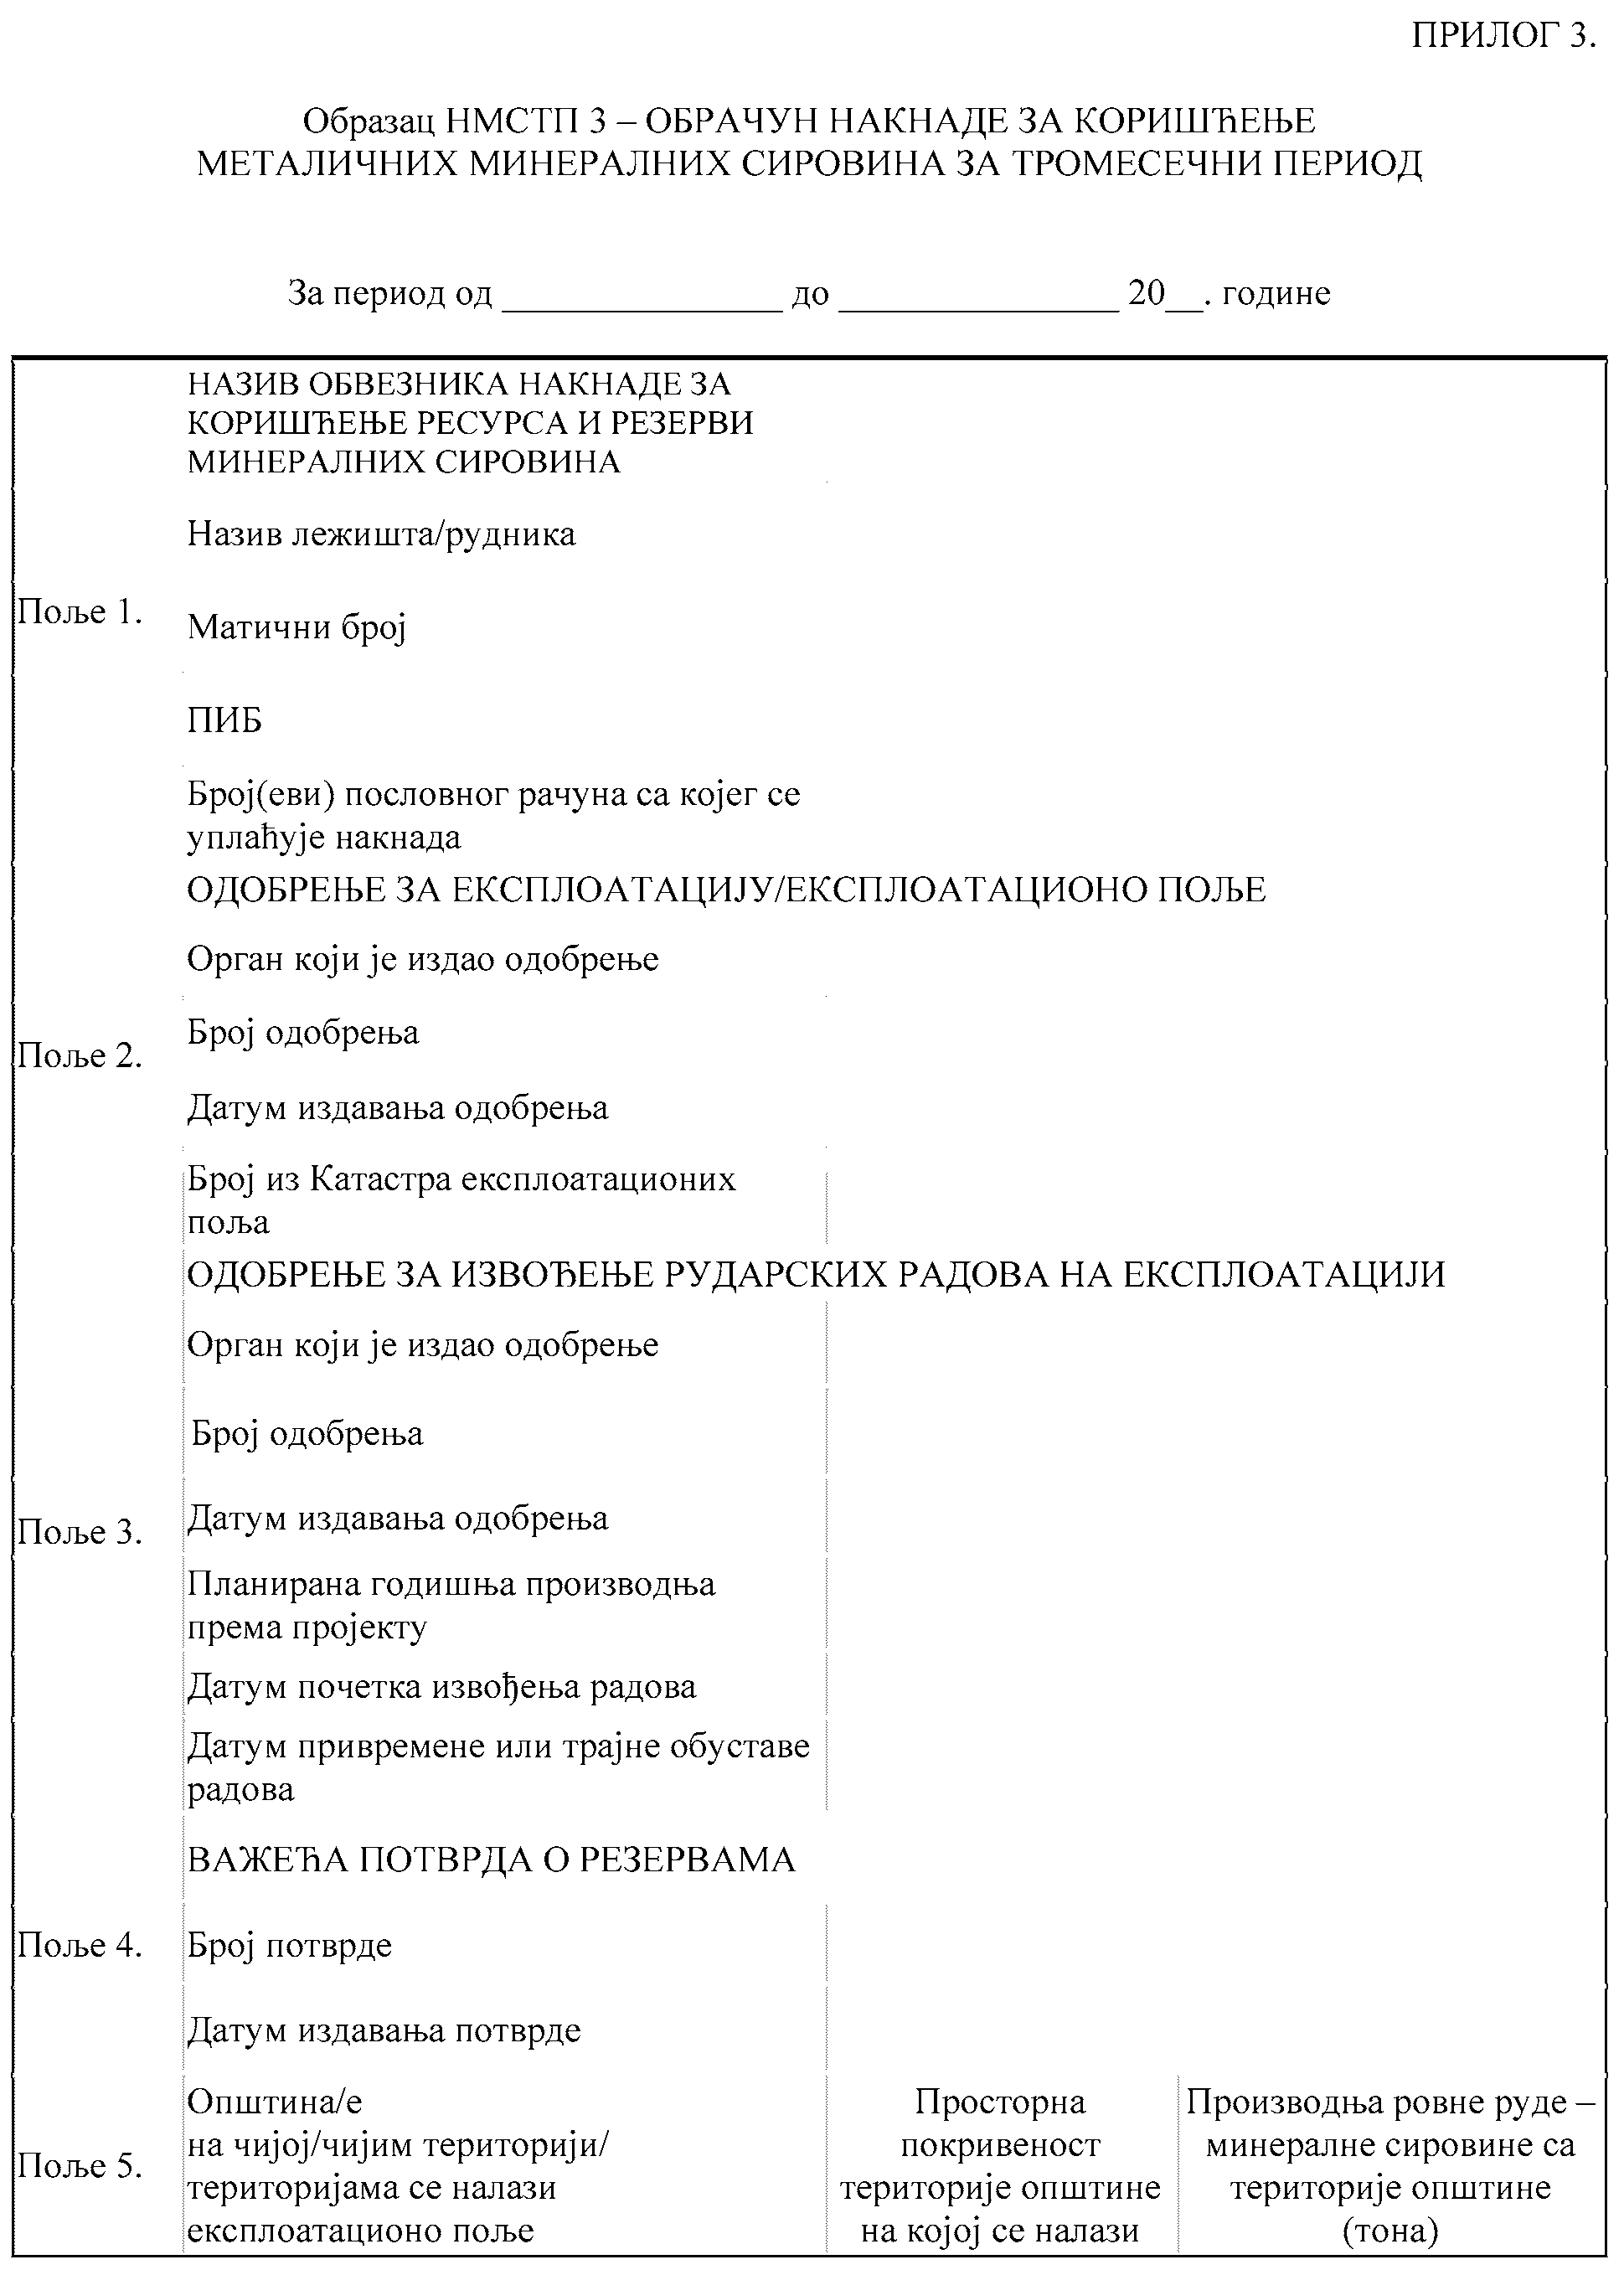 ПРИЛОГ 3.
Образац НМСТП 3 – ОБРАЧУН НАКНАДЕ ЗА КОРИШЋЕЊЕ
МЕТАЛИЧНИХ МИНЕРАЛНИХ СИРОВИНА ЗА ТРОМЕСЕЧНИ ПЕРИОД
За период од _______________ до _______________ 20__. године
НАЗИВ ОБВЕЗНИКА НАКНАДЕ ЗА
КОРИШЋЕЊЕ РЕСУРСА И РЕЗЕРВИ
МИНЕРАЛНИХ СИРОВИНА
Назив лежишта/рудника
Поље 1.
Матични број
ПИБ
Број(еви) пословног рачуна са којег се
уплаћује накнада
ОДОБРЕЊЕ ЗА ЕКСПЛОАТАЦИЈУ/ЕКСПЛОАТАЦИОНО ПОЉЕ
Орган који је издао одобрење
Број одобрења
Поље 2.
Датум издавања одобрења
Број из Катастра експлоатационих
поља
ОДОБРЕЊЕ ЗА ИЗВОЂЕЊЕ РУДАРСКИХ РАДОВА НА ЕКСПЛОАТАЦИЈИ
Орган који је издао одобрење
Број одобрења
Поље 3.
Датум издавања одобрења
Планирана годишња производња
према пројекту
Датум почетка извођења радова
Датум привремене или трајне обуставе
радова
ВАЖЕЋА ПОТВРДА О РЕЗЕРВАМА
Поље 4.
Број потврде
Датум издавања потврде
Поље 5.
Општина/е
на чијој/чијим територији/
територијама се налази
експлоатационо поље
Просторна
покривеност
територије општине
на којој се налази
Производња ровне руде –
минералне сировине са
територије општине
(тона)